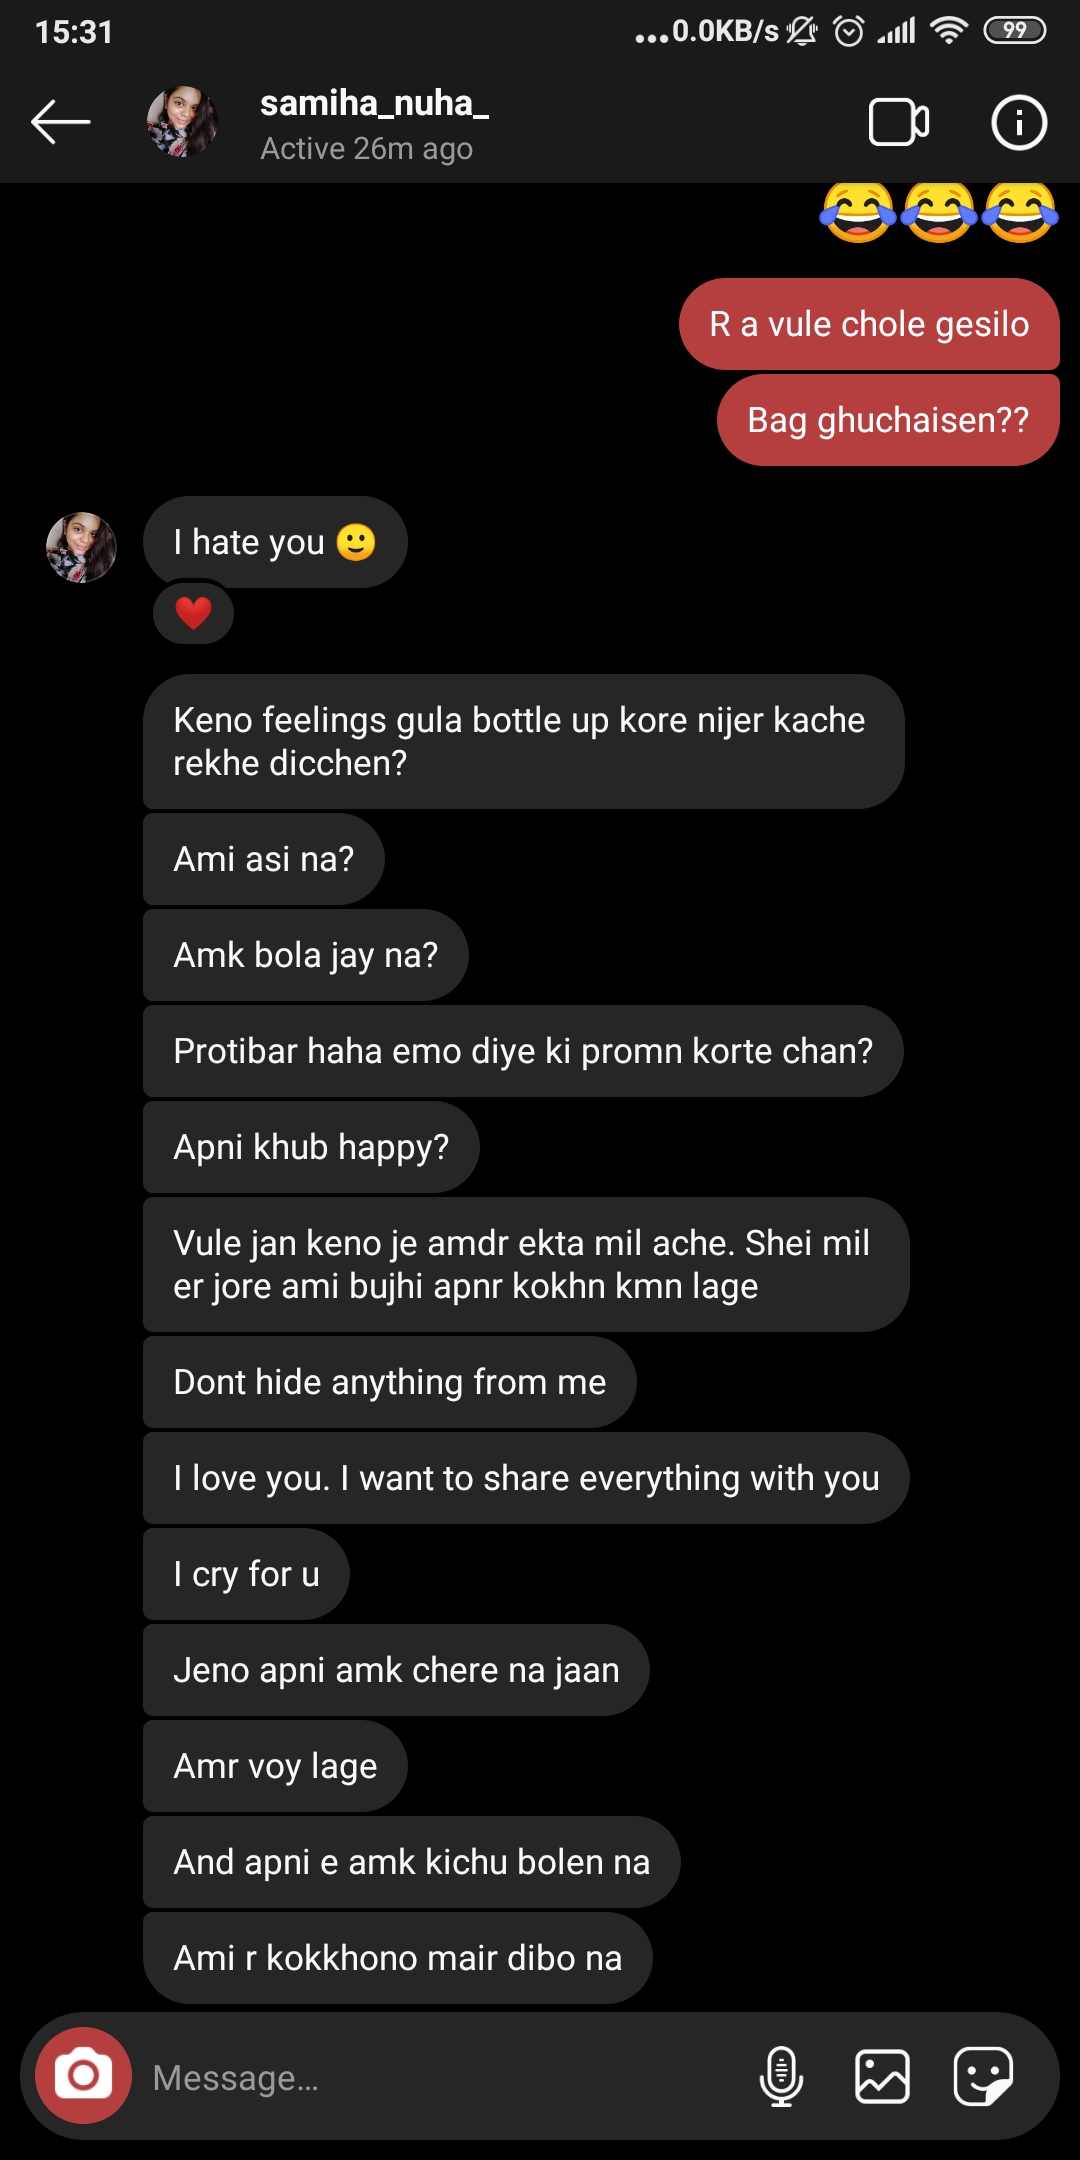 15:31
...0.0KB/s
99
samiha_nuha_
Active 26m ago
😂😂😂
R a vule chole gesilo
Bag ghuchaisen??
I hate you 🙂
❤️
Keno feelings gula bottle up kore nijer kache
rekhe dicchen?
Ami asi na?
Amk bola jay na?
Protibar haha emo diye ki promn korte chan?
Apni khub happy?
Vule jan keno je amdr ekta mil ache. Shei mil
er jore ami bujhi apnr kokhn kmn lage
Dont hide anything from me
I love you. I want to share everything with you
I cry for u
Jeno apni amk chere na jaan
Amr voy lage
And apni e amk kichu bolen na
Ami r kokkhono mair dibo na
Message...